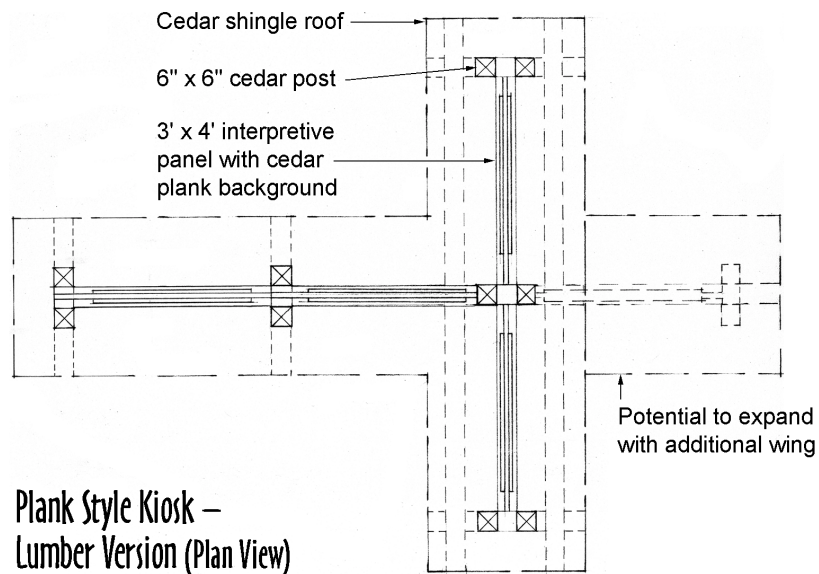 Cedar shingle roof
6" x 6" cedar post
3' x 4' interpretive
panel with cedar
plank background
Potential to expand
with additional wing
Plank Style Kiosk –
Lumber Version (Plan View)